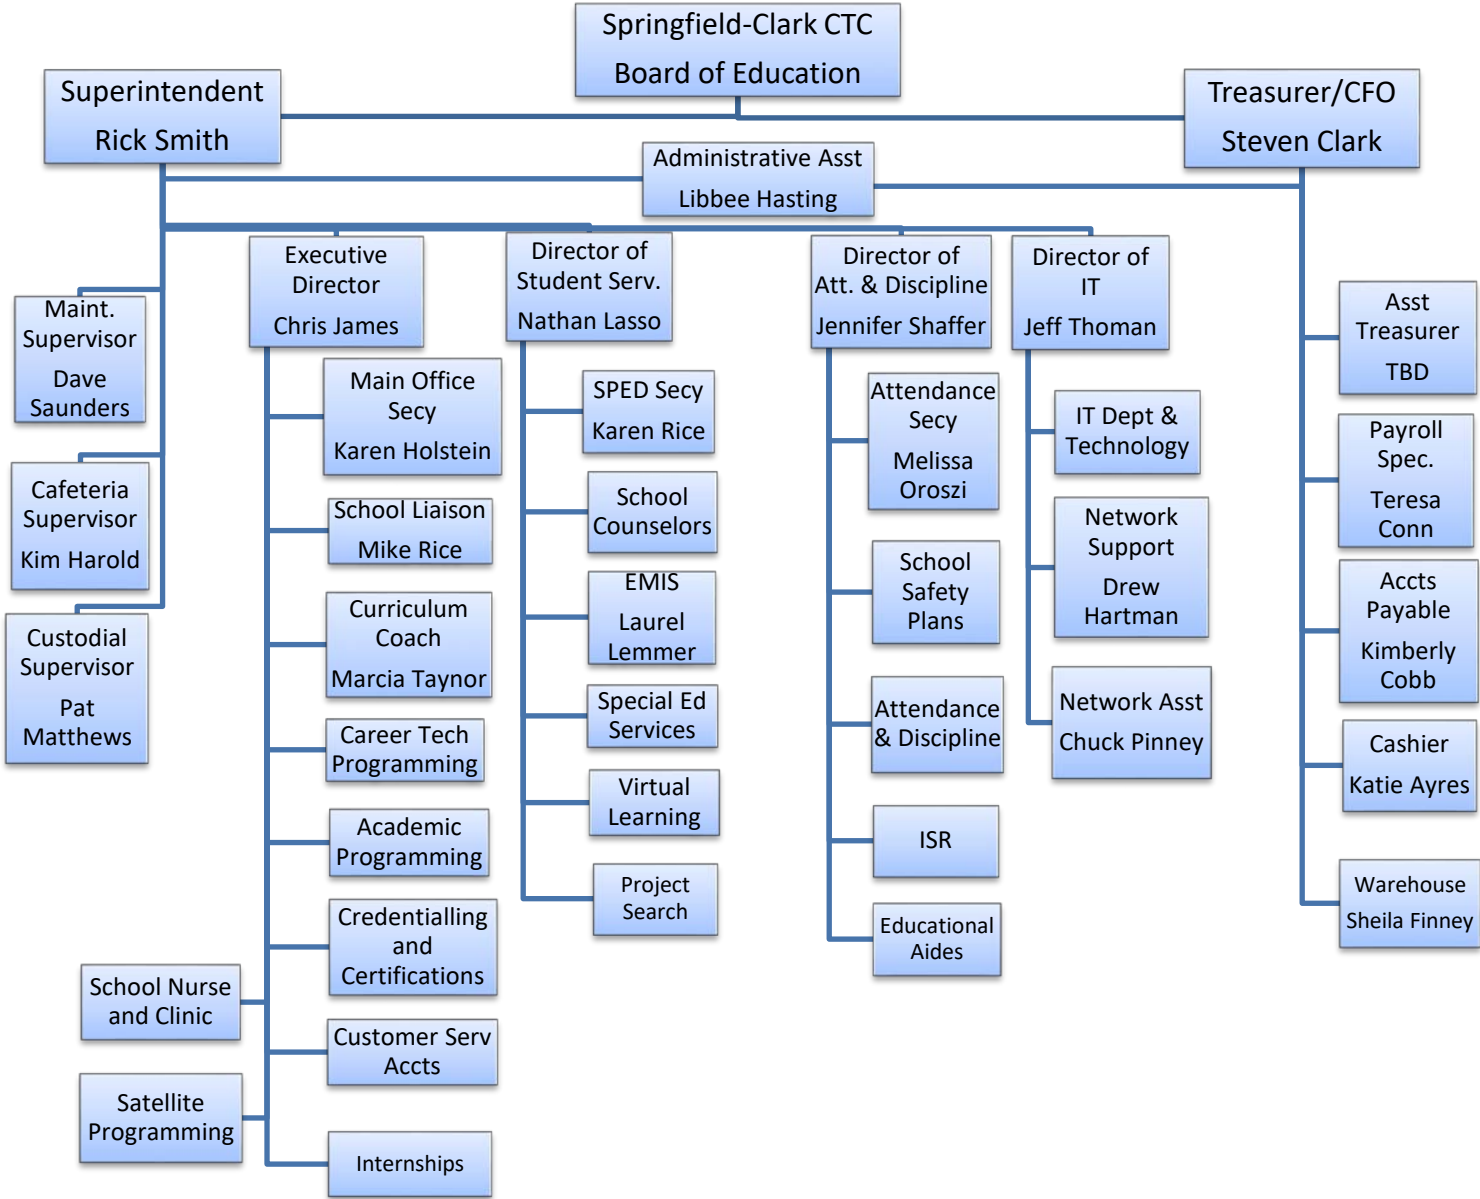 Springfield-Clark CTC
Board of Education
Superintendent
Rick Smith
Treasurer/CFO
Steven Clark
Administrative Asst
Libbee Hasting
Maint.
Supervisor
Dave
Saunders
Cafeteria
Supervisor
Kim Harold
Custodial
Supervisor
Pat
Matthews
Executive
Director
Chris James
Main Office
Secy
Karen Holstein
School Liaison
Mike Rice
Curriculum
Coach
Marcia Taynor
Career Tech
Programming
Academic
Programming
Credentialling
and
Certifications
School Nurse
and Clinic
Customer Serv
Accts
Satellite
Programming
Internships
Director of
Student Serv.
Nathan Lasso
SPED Secy
Karen Rice
School
Counselors
EMIS
Laurel
Lemmer
Special Ed
Services
Virtual
Learning
Project
Search
Director of
Att. & Discipline
Jennifer Shaffer
Attendance
Secy
Melissa
Oroszi
School
Safety
Plans
Attendance
& Discipline
ISR
Educational
Aides
Director of
IT
Jeff Thoman
IT Dept &
Technology
Network
Support
Drew
Hartman
Network Asst
Chuck Pinney
Asst
Treasurer
TBD
Payroll
Spec.
Teresa
Conn
Accts
Payable
Kimberly
Cobb
Cashier
Katie Ayres
Warehouse
Sheila Finney